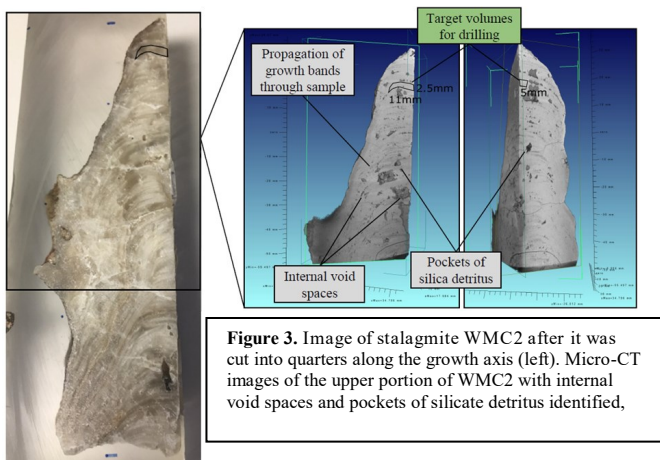 Target volumes
for drilling
Propagation of
growth bands
through sample
2.5mm
11mm
5mm
Internal void
spaces
Pockets of
silica detritus
Figure 3. Image of stalagmite WMC2 after it was
cut into quarters along the growth axis (left). Micro-CT
images of the upper portion of WMC2 with internal
void spaces and pockets of silicate detritus identified,